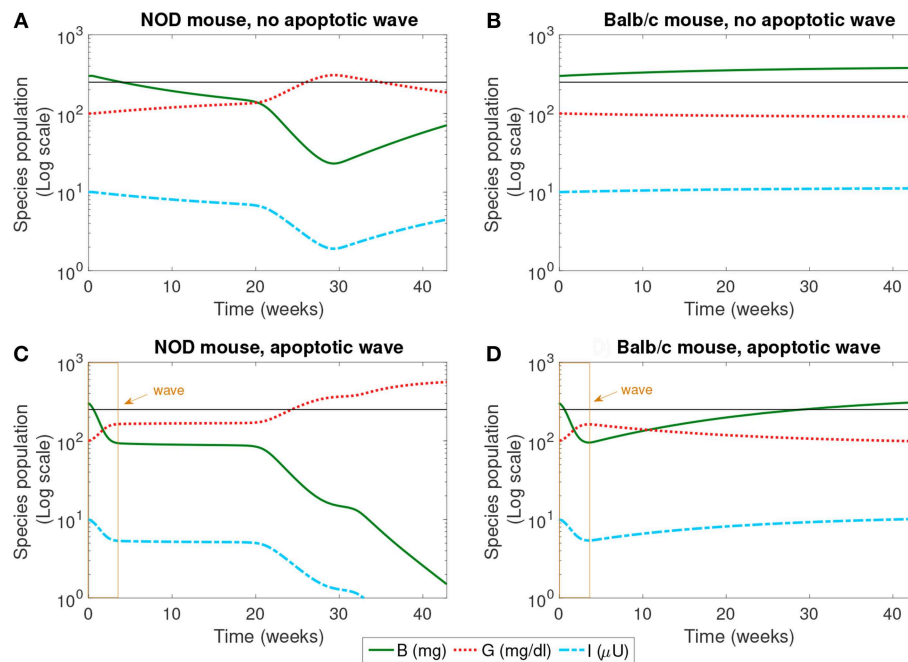 A
NOD mouse, no apoptotic wave
10³
10²
10¹
10⁰
Species population
(Log scale)
0 10 20 30 40
Time (weeks)
B
Balb/c mouse, no apoptotic wave
10³
10²
10¹
10⁰
Species population
(Log scale)
0 10 20 30 40
Time (weeks)
C
NOD mouse, apoptotic wave
wave
10³
10²
10¹
10⁰
Species population
(Log scale)
0 10 20 30 40
Time (weeks)
D
Balb/c mouse, apoptotic wave
wave
10³
10²
10¹
10⁰
Species population
(Log scale)
0 10 20 30 40
Time (weeks)
B (mg) G (mg/dl) I (μU)